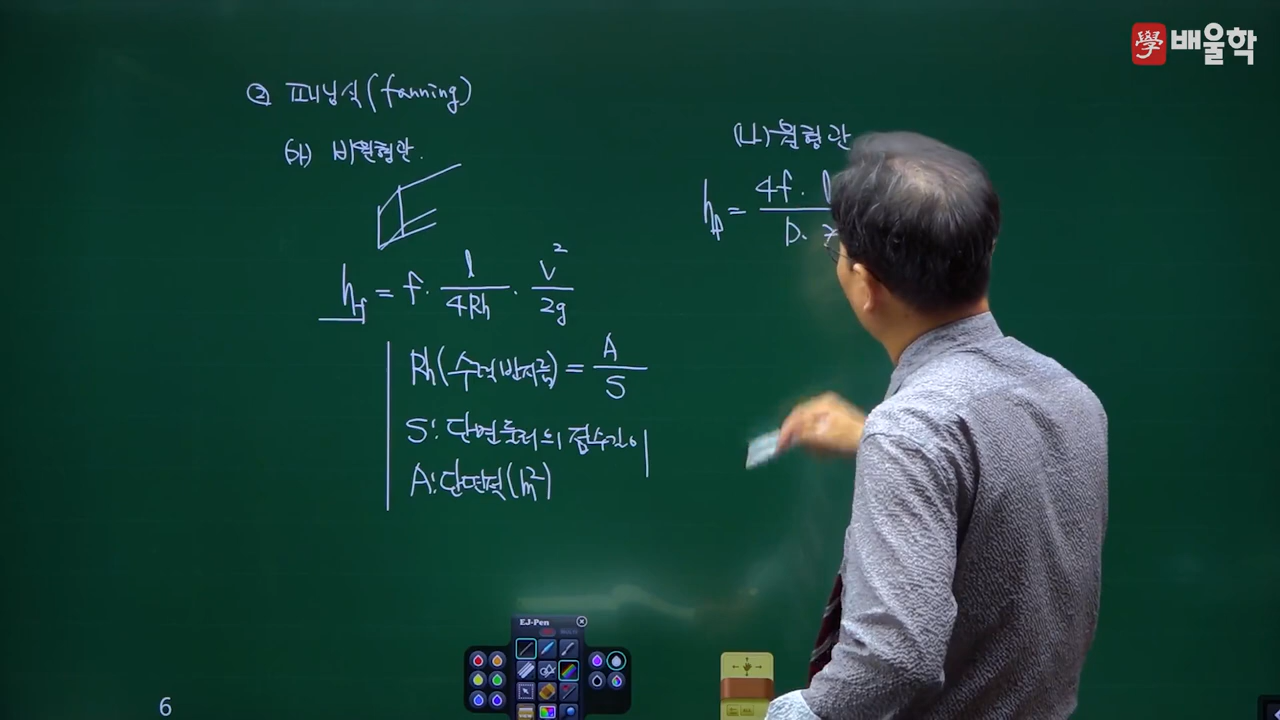 學 배울학
② 패닝식(fanning)
(가) 비원형관.
h_f = f · l/4Rh · v²/2g
Rh(수력반지름) = A/S
S: 단면둘레의 접수길이
A: 단면적(m²)
(나) 원형관
4f · l
D ·
EJ-Pen
6